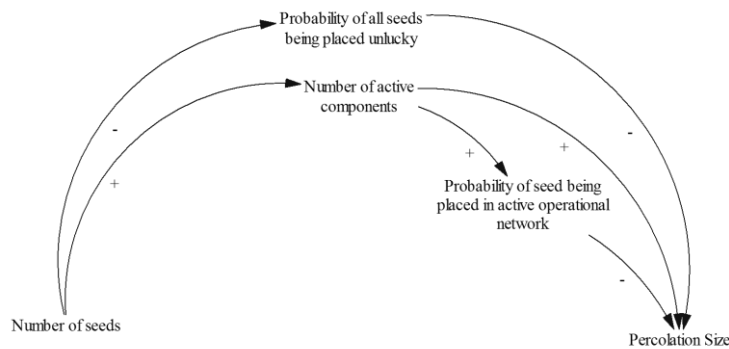 Probability of all seeds
being placed unlucky
Number of active
components
-
-
+
+
+
Probability of seed being
placed in active operational
network
-
Number of seeds
Percolation Size